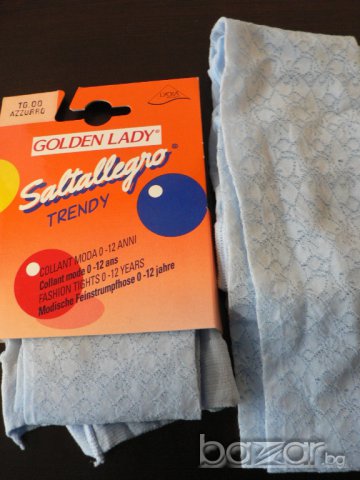 TG.00
AZZURRO
LYCRA
GOLDEN LADY®
Saltallegro®
TRENDY
COLLANT MODA 0-12 ANNI
Collant mode 0-12 ans
FASHION TIGHTS 0-12 YEARS
Modische Feinstrumpfhose 0-12 jahre
bazar.bg